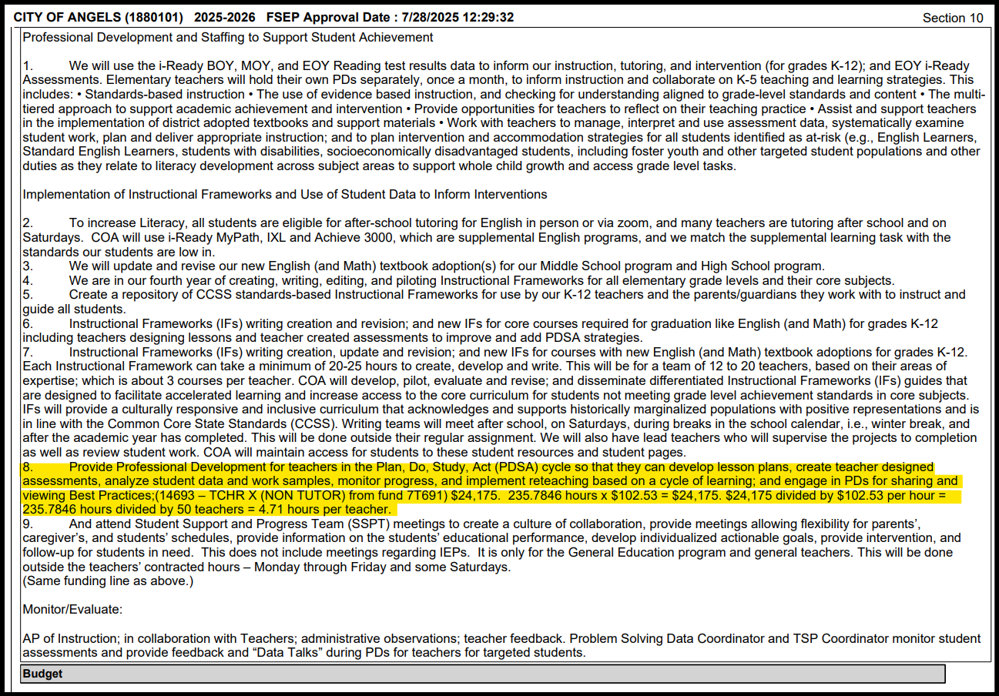 CITY OF ANGELS (1880101) 2025-2026 FSEP Approval Date : 7/28/2025 12:29:32 Section 10
Professional Development and Staffing to Support Student Achievement
1. We will use the i-Ready BOY, MOY, and EOY Reading test results data to inform our instruction, tutoring, and intervention (for grades K-12); and EOY i-Ready
Assessments. Elementary teachers will hold their own PDs separately, once a month, to inform instruction and collaborate on K-5 teaching and learning strategies. This
includes: • Standards-based instruction • The use of evidence based instruction, and checking for understanding aligned to grade-level standards and content • The multi-
tiered approach to support academic achievement and intervention • Provide opportunities for teachers to reflect on their teaching practice • Assist and support teachers
in the implementation of district adopted textbooks and support materials • Work with teachers to manage, interpret and use assessment data, systematically examine
student work, plan and deliver appropriate instruction; and to plan intervention and accommodation strategies for all students identified as at-risk (e.g., English Learners,
Standard English Learners, students with disabilities, socioeconomically disadvantaged students, including foster youth and other targeted student populations and other
duties as they relate to literacy development across subject areas to support whole child growth and access grade level tasks.
Implementation of Instructional Frameworks and Use of Student Data to Inform Interventions
2. To increase Literacy, all students are eligible for after-school tutoring for English in person or via zoom, and many teachers are tutoring after school and on
Saturdays. COA will use i-Ready MyPath, IXL and Achieve 3000, which are supplemental English programs, and we match the supplemental learning task with the
standards our students are low in.
3. We will update and revise our new English (and Math) textbook adoption(s) for our Middle School program and High School program.
4. We are in our fourth year of creating, writing, editing, and piloting Instructional Frameworks for all elementary grade levels and their core subjects.
5. Create a repository of CCSS standards-based Instructional Frameworks for use by our K-12 teachers and the parents/guardians they work with to instruct and
guide all students.
6. Instructional Frameworks (IFs) writing creation and revision; and new IFs for core courses required for graduation like English (and Math) for grades K-12
including teachers designing lessons and teacher created assessments to improve and add PDSA strategies.
7. Instructional Frameworks (IFs) writing creation, update and revision; and new IFs for courses with new English (and Math) textbook adoptions for grades K-12.
Each Instructional Framework can take a minimum of 20-25 hours to create, develop and write. This will be for a team of 12 to 20 teachers, based on their areas of
expertise; which is about 3 courses per teacher. COA will develop, pilot, evaluate and revise; and disseminate differentiated Instructional Frameworks (IFs) guides that
are designed to facilitate accelerated learning and increase access to the core curriculum for students not meeting grade level achievement standards in core subjects.
IFs will provide a culturally responsive and inclusive curriculum that acknowledges and supports historically marginalized populations with positive representations and is
in line with the Common Core State Standards (CCSS). Writing teams will meet after school, on Saturdays, during breaks in the school calendar, i.e., winter break, and
after the academic year has completed. This will be done outside their regular assignment. We will also have lead teachers who will supervise the projects to completion
as well as review student work. COA will maintain access for students to these student resources and student pages.
8. Provide Professional Development for teachers in the Plan, Do, Study, Act (PDSA) cycle so that they can develop lesson plans, create teacher designed
assessments, analyze student data and work samples, monitor progress, and implement reteaching based on a cycle of learning; and engage in PDs for sharing and
viewing Best Practices;(14693 – TCHR X (NON TUTOR) from fund 7T691) $24,175. 235.7846 hours x $102.53 = $24,175. $24,175 divided by $102.53 per hour =
235.7846 hours divided by 50 teachers = 4.71 hours per teacher.
9. And attend Student Support and Progress Team (SSPT) meetings to create a culture of collaboration, provide meetings allowing flexibility for parents’,
caregiver’s, and students’ schedules, provide information on the students’ educational performance, develop individualized actionable goals, provide intervention, and
follow-up for students in need. This does not include meetings regarding IEPs. It is only for the General Education program and general teachers. This will be done
outside the teachers’ contracted hours – Monday through Friday and some Saturdays.
(Same funding line as above.)
Monitor/Evaluate:
AP of Instruction; in collaboration with Teachers; administrative observations; teacher feedback. Problem Solving Data Coordinator and TSP Coordinator monitor student
assessments and provide feedback and “Data Talks” during PDs for teachers for targeted students.
Budget